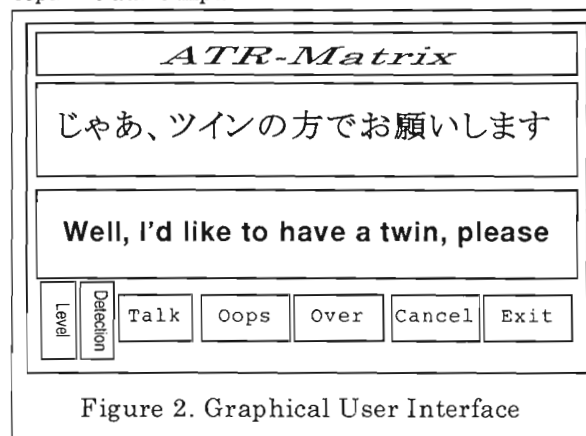 ATR-Matrix
じゃあ、ツインの方でお願いします
Well, I'd like to have a twin, please
Level Detection Talk Oops Over Cancel Exit
Figure 2. Graphical User Interface